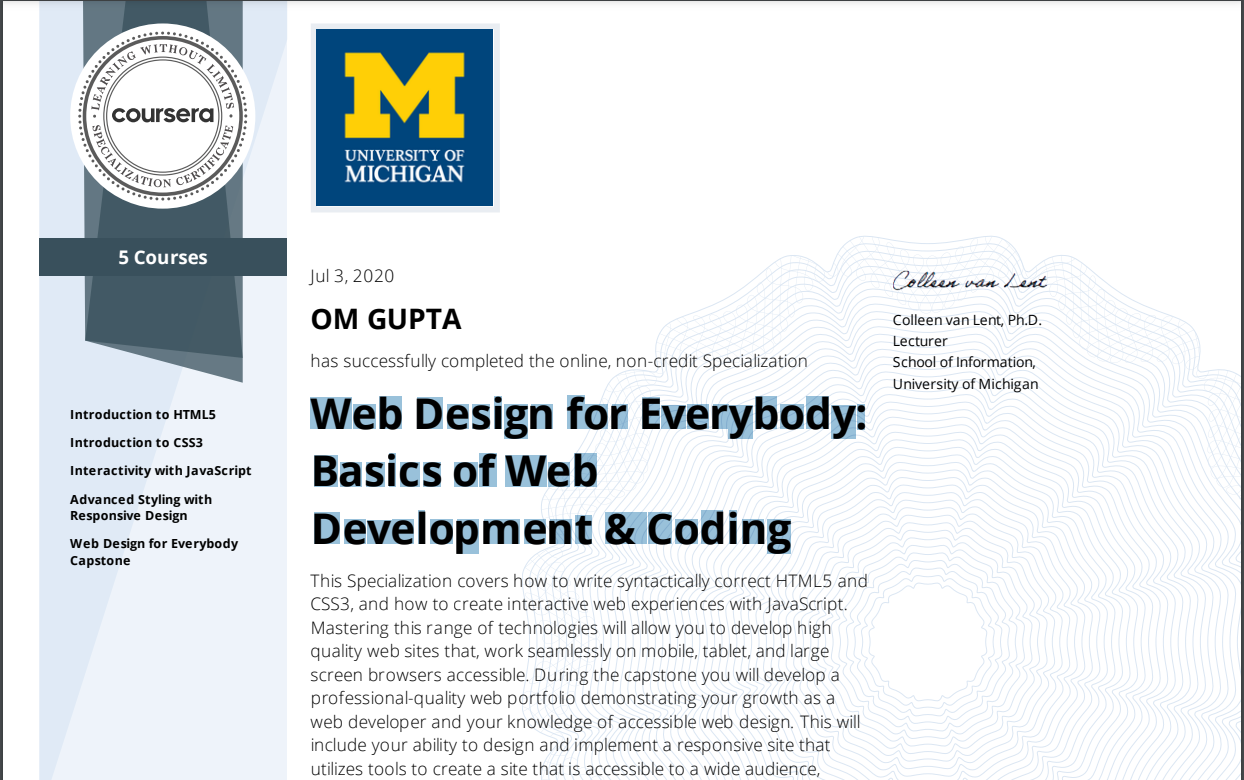 LEARNING WITHOUT LIMITS
coursera
SPECIALIZATION CERTIFICATE
UNIVERSITY OF
MICHIGAN
5 Courses
Introduction to HTML5
Introduction to CSS3
Interactivity with JavaScript
Advanced Styling with
Responsive Design
Web Design for Everybody
Capstone
Jul 3, 2020
OM GUPTA
has successfully completed the online, non-credit Specialization
Web Design for Everybody:
Basics of Web
Development & Coding
This Specialization covers how to write syntactically correct HTML5 and
CSS3, and how to create interactive web experiences with JavaScript.
Mastering this range of technologies will allow you to develop high
quality web sites that, work seamlessly on mobile, tablet, and large
screen browsers accessible. During the capstone you will develop a
professional-quality web portfolio demonstrating your growth as a
web developer and your knowledge of accessible web design. This will
include your ability to design and implement a responsive site that
utilizes tools to create a site that is accessible to a wide audience,
Colleen van Lent
Colleen van Lent, Ph.D.
Lecturer
School of Information,
University of Michigan